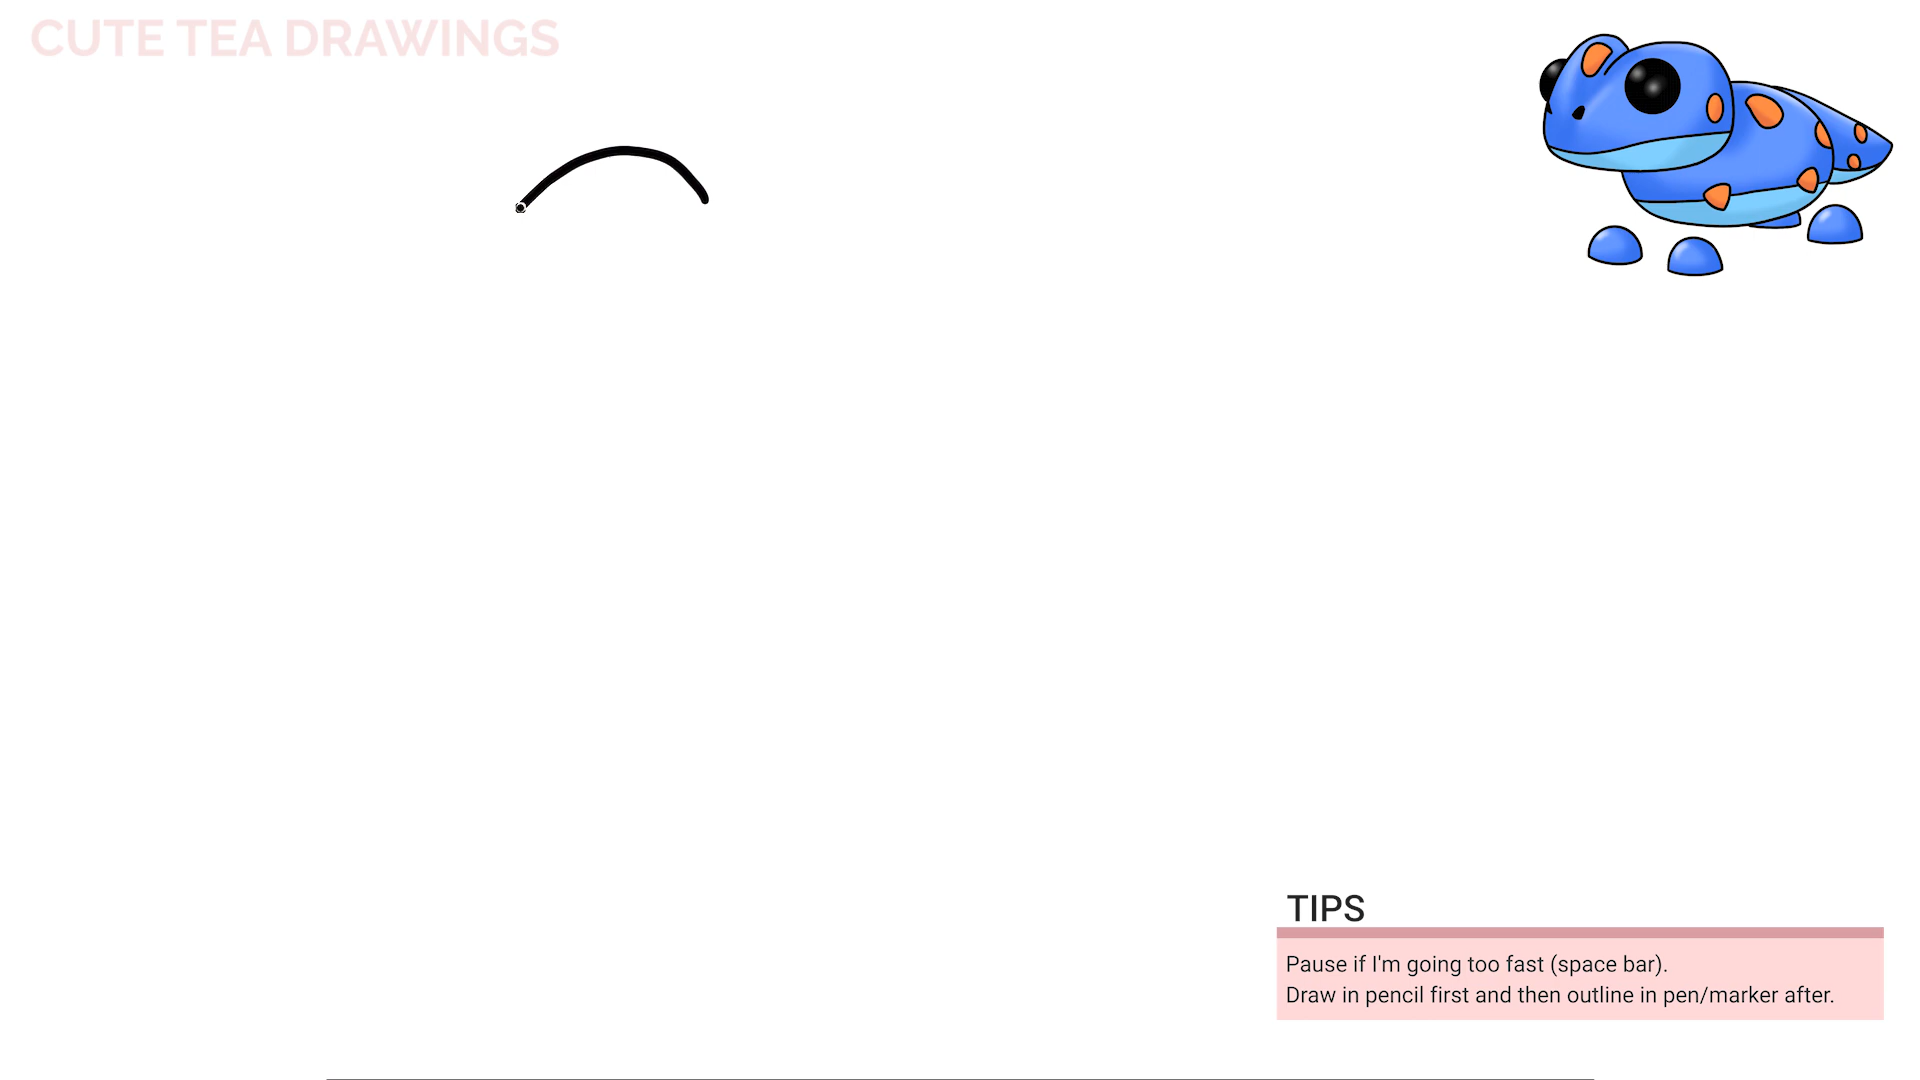 CUTE TEA DRAWINGS
TIPS
Pause if I'm going too fast (space bar).
Draw in pencil first and then outline in pen/marker after.